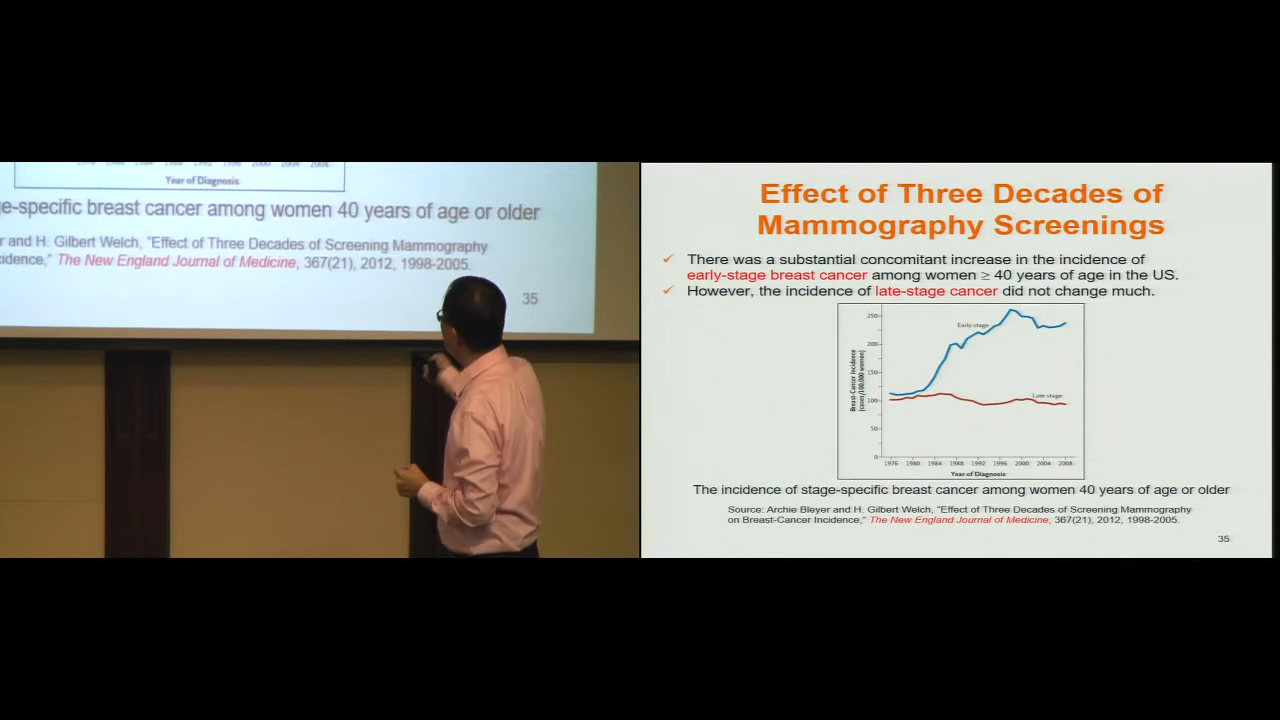 Year of Diagnosis
e-specific breast cancer among women 40 years of age or older
r and H. Gilbert Welch, "Effect of Three Decades of Screening Mammography
cidence," The New England Journal of Medicine, 367(21), 2012, 1998-2005.
35
Effect of Three Decades of
Mammography Screenings
✓ There was a substantial concomitant increase in the incidence of
early-stage breast cancer among women ≥ 40 years of age in the US.
✓ However, the incidence of late-stage cancer did not change much.
Breast-Cancer Incidence
(cases/100,000 women)
250
200
150
100
50
0
Early stage
Late stage
1976 1980 1984 1988 1992 1996 2000 2004 2008
Year of Diagnosis
The incidence of stage-specific breast cancer among women 40 years of age or older
Source: Archie Bleyer and H. Gilbert Welch, "Effect of Three Decades of Screening Mammography
on Breast-Cancer Incidence," The New England Journal of Medicine, 367(21), 2012, 1998-2005.
35